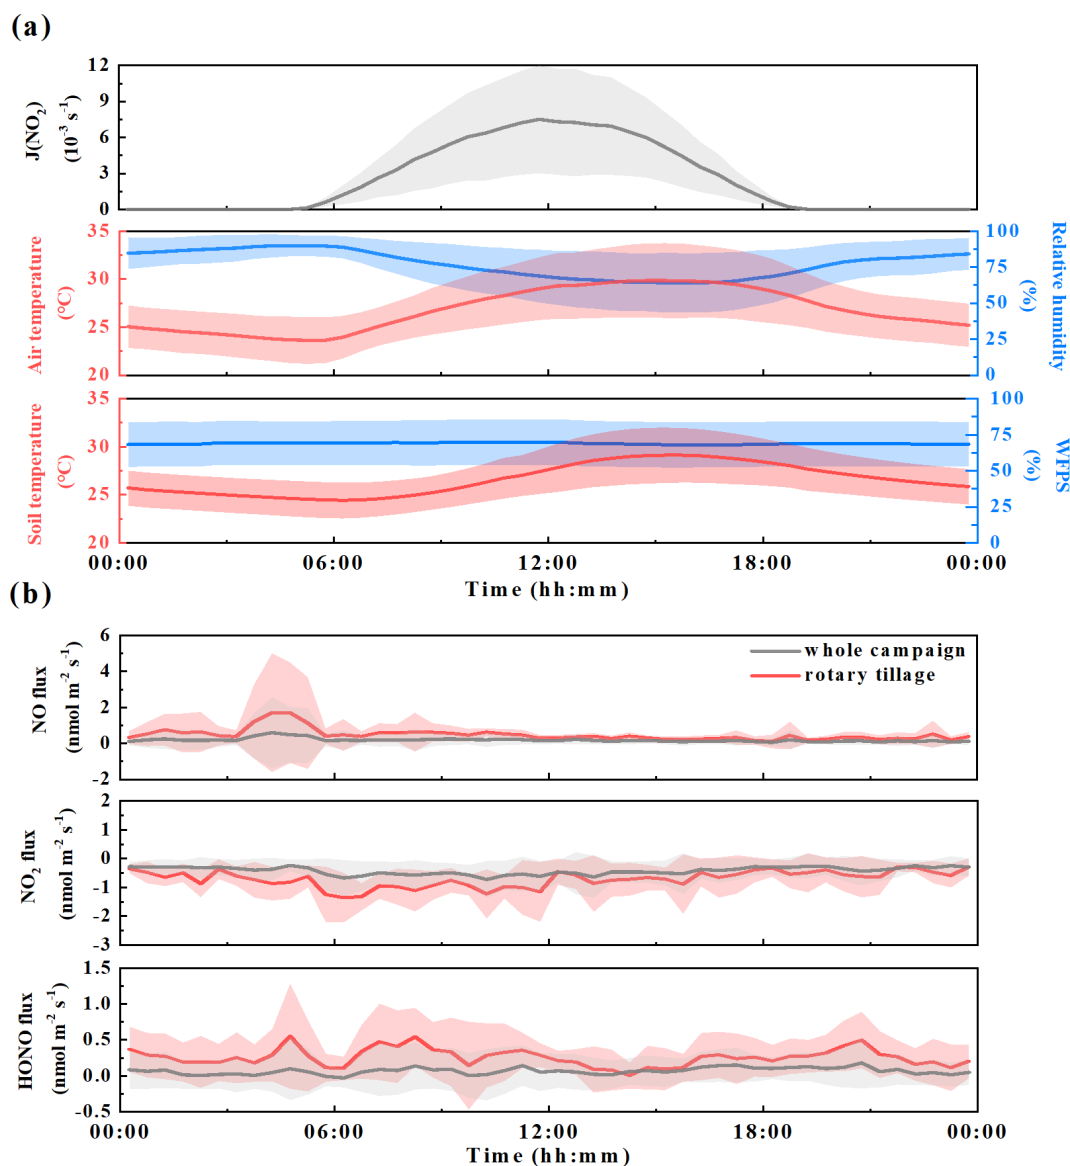 (a)
J(NO₂)
(10⁻³ s⁻¹)
12
9
6
3
0
Air temperature
(°C)
35
30
25
20
100
75
50
25
0
Relative humidity
(%)
Soil temperature
(°C)
35
30
25
20
100
75
50
25
0
WFPS
(%)
00:00 06:00 12:00 18:00 00:00
Time (hh:mm)
(b)
NO flux
(nmol m⁻² s⁻¹)
6
4
2
0
-2
whole campaign
rotary tillage
NO₂ flux
(nmol m⁻² s⁻¹)
2
1
0
-1
-2
-3
HONO flux
(nmol m⁻² s⁻¹)
1.5
1.0
0.5
0.0
-0.5
00:00 06:00 12:00 18:00 00:00
Time (hh:mm)